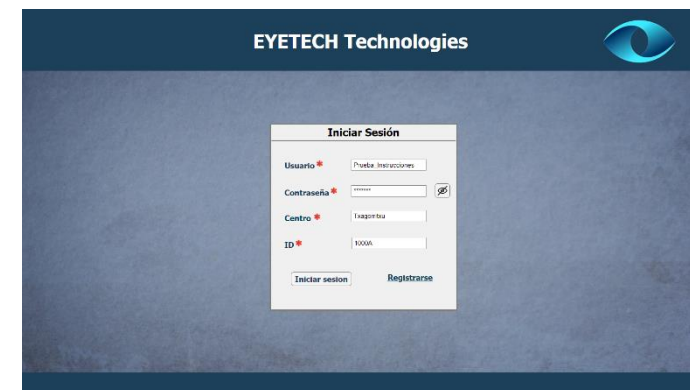 EYETECH Technologies
Iniciar Sesión
Usuario * Prueba_Instrucciones
Contraseña * *******
Centro * Txagorritxu
ID * 1000A
Iniciar sesion Registrarse